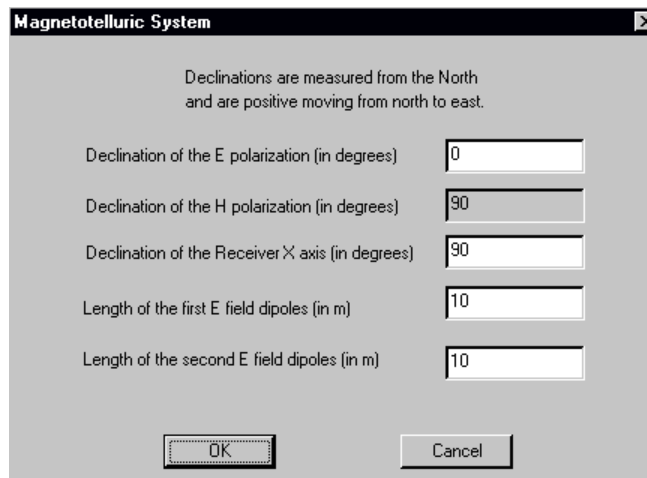 Magnetotelluric System
Declinations are measured from the North
and are positive moving from north to east.
Declination of the E polarization (in degrees) 0
Declination of the H polarization (in degrees) 90
Declination of the Receiver X axis (in degrees) 90
Length of the first E field dipoles (in m) 10
Length of the second E field dipoles (in m) 10
OK Cancel